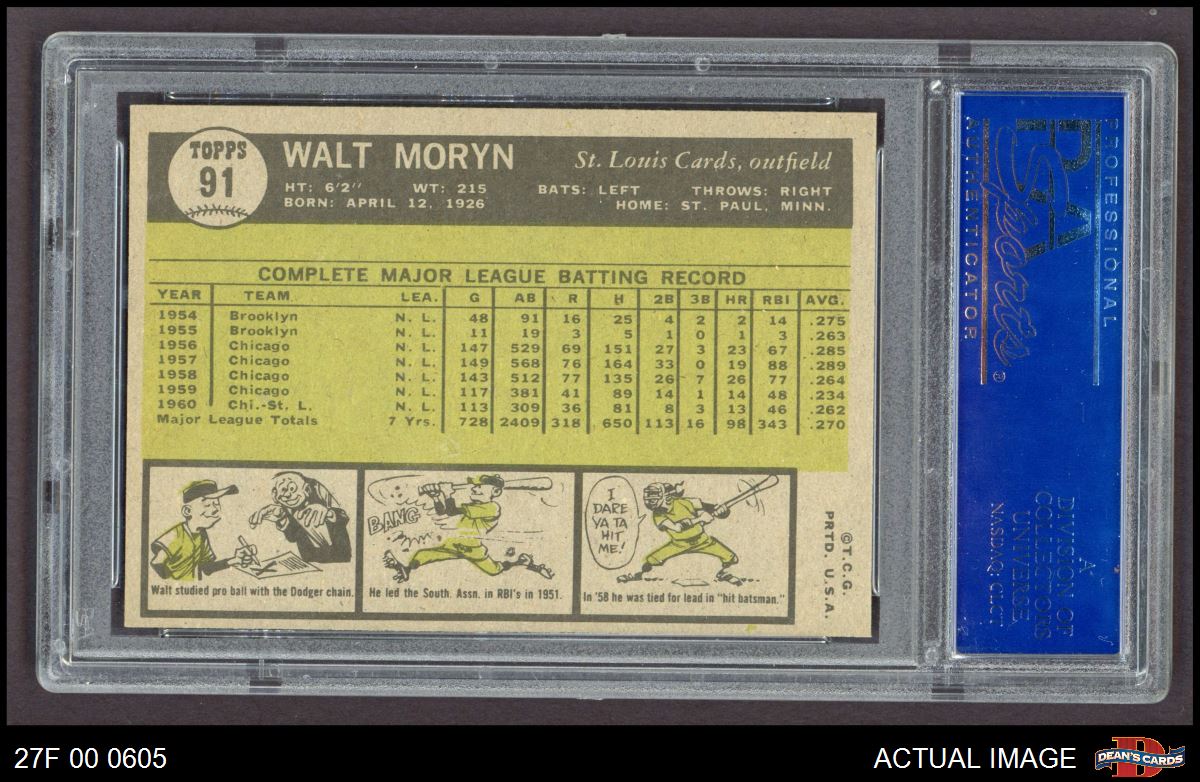 TOPPS
91
WALT MORYN
St. Louis Cards, outfield
HT: 6'2" WT: 215 BATS: LEFT THROWS: RIGHT
BORN: APRIL 12, 1926 HOME: ST. PAUL, MINN.
COMPLETE MAJOR LEAGUE BATTING RECORD
YEAR TEAM LEA. G AB R H 2B 3B HR RBI AVG.
1954 Brooklyn N. L. 48 91 16 25 4 2 2 14 .275
1955 Brooklyn N. L. 11 19 3 5 1 0 1 3 .263
1956 Chicago N. L. 147 529 69 151 27 3 23 67 .285
1957 Chicago N. L. 149 568 76 164 33 0 19 88 .289
1958 Chicago N. L. 143 512 77 135 26 7 26 77 .264
1959 Chicago N. L. 117 381 41 89 14 1 14 48 .234
1960 Chi.-St. L. N. L. 113 309 36 81 8 3 13 46 .262
Major League Totals 7 Yrs. 728 2409 318 650 113 16 98 343 .270
Walt studied pro ball with the Dodger chain.
BANG
He led the South. Assn. in RBI's in 1951.
I
DARE
YA TA
HIT
ME!
In '58 he was tied for lead in "hit batsman."
©T.C.G.
PRTD. U.S.A.
PROFESSIONAL
PSA
Sports®
AUTHENTICATOR
A
DIVISION OF
COLLECTORS
UNIVERSE
NASDAQ: CLCT
27F 00 0605
ACTUAL IMAGE
D
DEAN'S CARDS